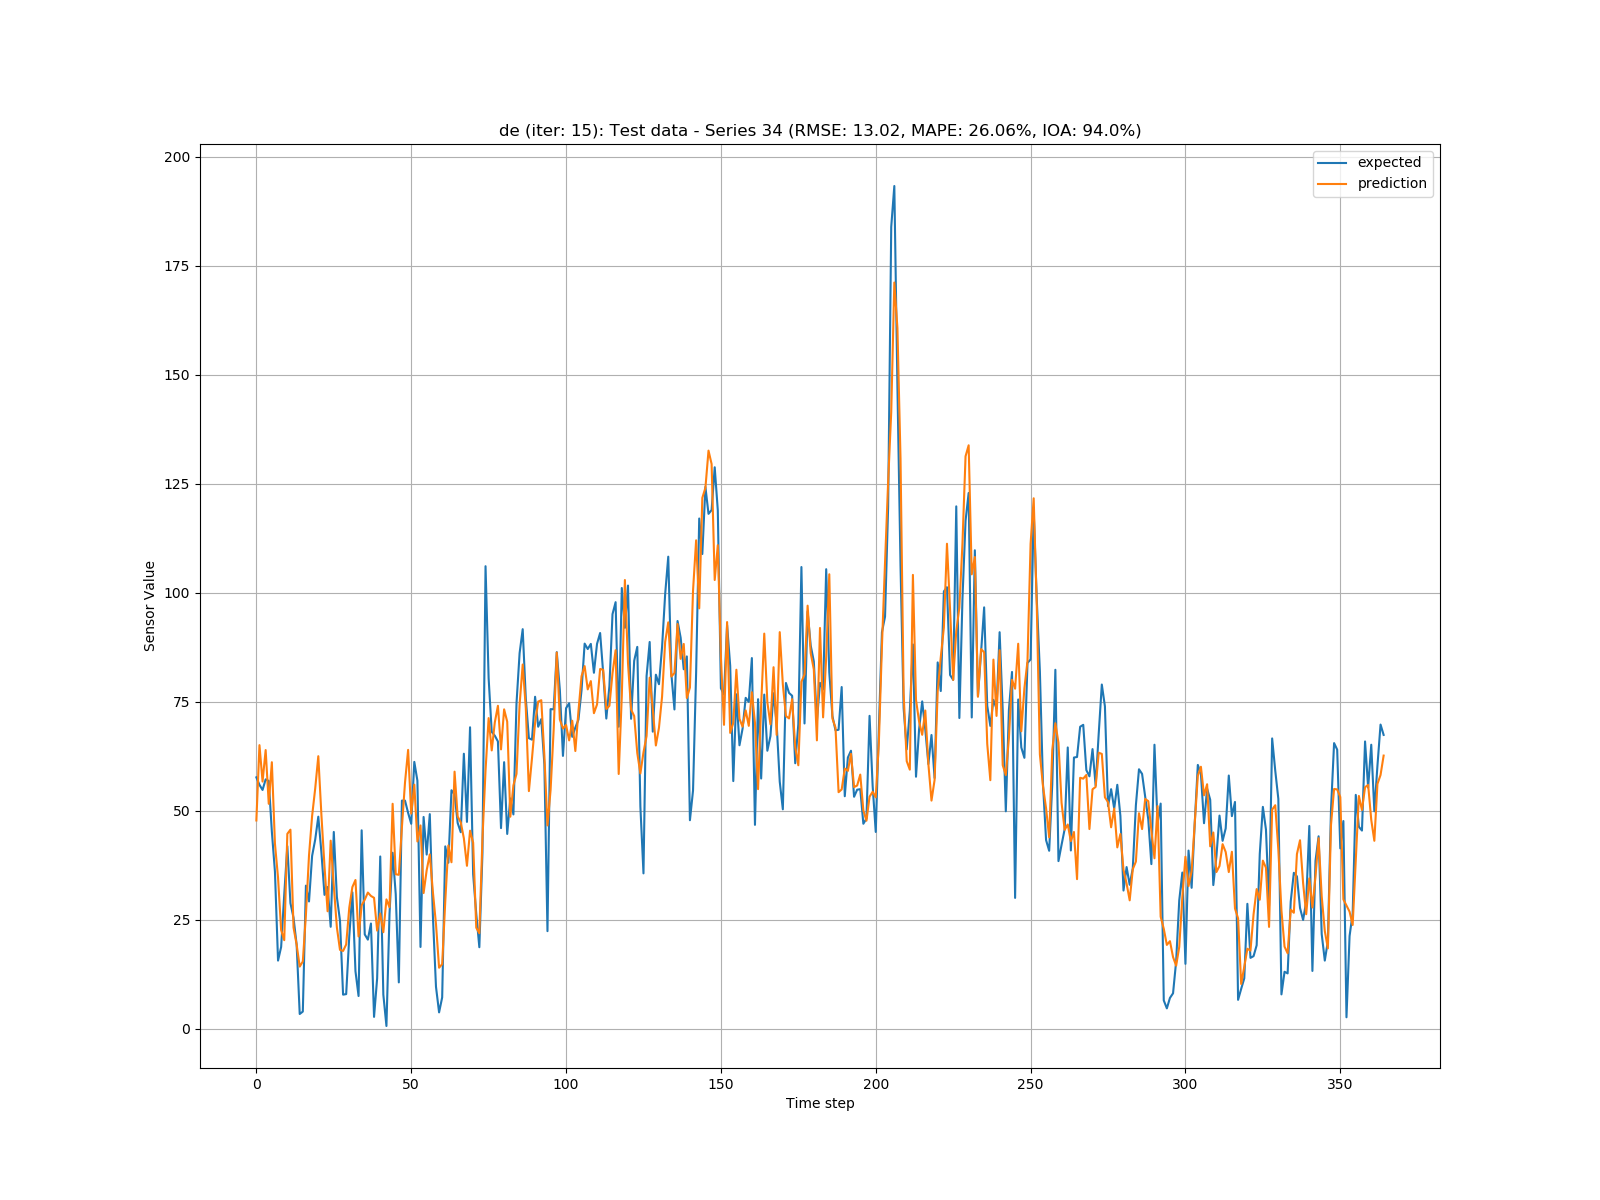 de (iter: 15): Test data - Series 34 (RMSE: 13.02, MAPE: 26.06%, IOA: 94.0%)
expected
prediction
200
175
150
125
100
75
50
25
0
Sensor Value
0 50 100 150 200 250 300 350
Time step